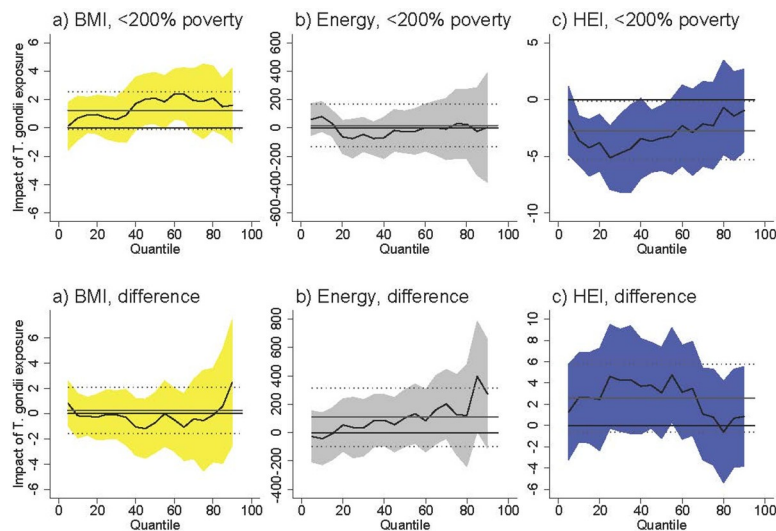 a) BMI, <200% poverty
b) Energy, <200% poverty
c) HEI, <200% poverty
Impact of T. gondi exposure
6
4
2
0
-2
-4
-6
0 20 40 60 80 100
Quantile
600
400
200
0
-200
-400
-600
0 20 40 60 80 100
Quantile
5
0
-5
-10
0 20 40 60 80 100
Quantile
a) BMI, difference
b) Energy, difference
c) HEI, difference
Impact of T. gondii exposure
6
4
2
0
-2
-4
-6
0 20 40 60 80 100
Quantile
800
600
400
200
0
-200
-400
0 20 40 60 80 100
Quantile
10
8
6
4
2
0
-2
-4
-6
0 20 40 60 80 100
Quantile